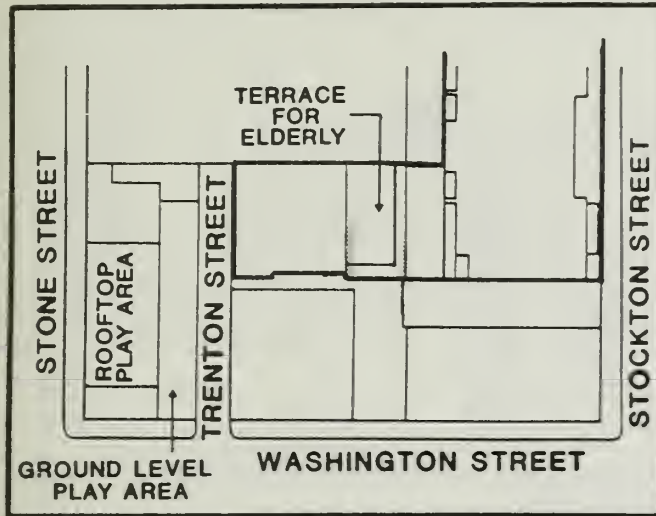 TERRACE
FOR
ELDERLY
STONE STREET
ROOFTOP
PLAY AREA
TRENTON STREET
STOCKTON STREET
GROUND LEVEL
PLAY AREA
WASHINGTON STREET